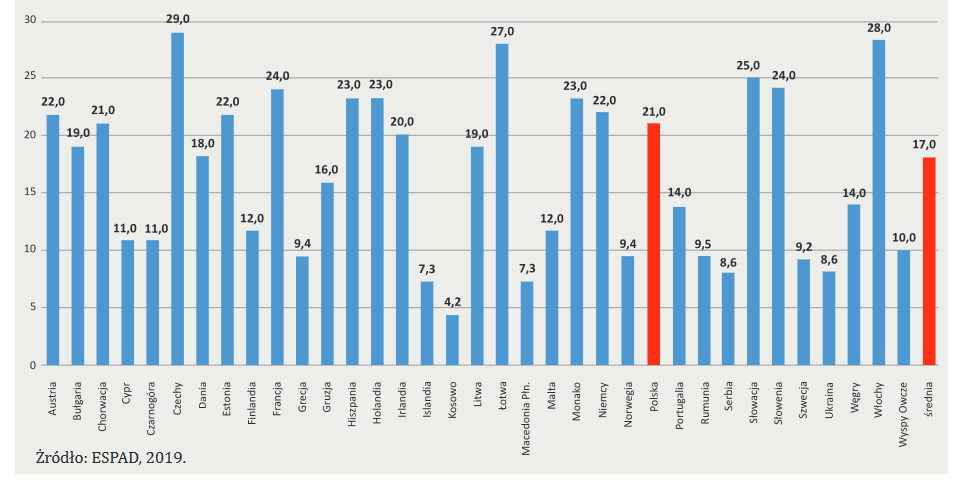 30
25
20
15
10
5
0
22,0
19,0
21,0
11,0
11,0
29,0
18,0
22,0
12,0
24,0
9,4
16,0
23,0
23,0
20,0
7,3
4,2
19,0
27,0
7,3
12,0
23,0
22,0
9,4
21,0
14,0
9,5
8,6
25,0
24,0
9,2
8,6
14,0
28,0
10,0
17,0
Austria
Bułgaria
Chorwacja
Cypr
Czarnogóra
Czechy
Dania
Estonia
Finlandia
Francja
Grecja
Gruzja
Hiszpania
Holandia
Irlandia
Islandia
Kosowo
Litwa
Łotwa
Macedonia Płn.
Malta
Monako
Niemcy
Norwegia
Polska
Portugalia
Rumunia
Serbia
Słowacja
Słowenia
Szwecja
Ukraina
Węgry
Włochy
Wyspy Owcze
średnia
Żródło: ESPAD, 2019.